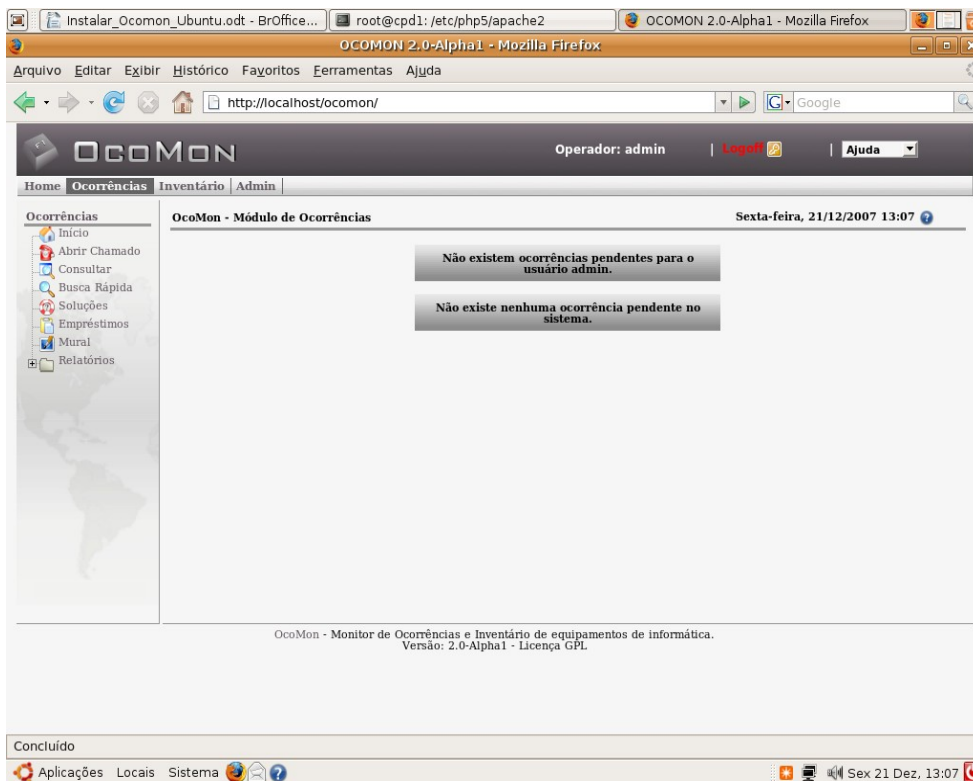 Instalar_Ocomon_Ubuntu.odt - BrOffice...
root@cpd1: /etc/php5/apache2
OCOMON 2.0-Alpha1 - Mozilla Firefox
OCOMON 2.0-Alpha1 - Mozilla Firefox
Arquivo Editar Exibir Histórico Favoritos Ferramentas Ajuda
http://localhost/ocomon/
G Google
OcoMon
Operador: admin | Logoff | Ajuda
Home Ocorrências Inventário Admin
Ocorrências
Início
Abrir Chamado
Consultar
Busca Rápida
Soluções
Empréstimos
Mural
Relatórios
OcoMon - Módulo de Ocorrências
Sexta-feira, 21/12/2007 13:07
Não existem ocorrências pendentes para o
usuário admin.
Não existe nenhuma ocorrência pendente no
sistema.
OcoMon - Monitor de Ocorrências e Inventário de equipamentos de informática.
Versão: 2.0-Alpha1 - Licença GPL
Concluído
Aplicações Locais Sistema
Sex 21 Dez, 13:07